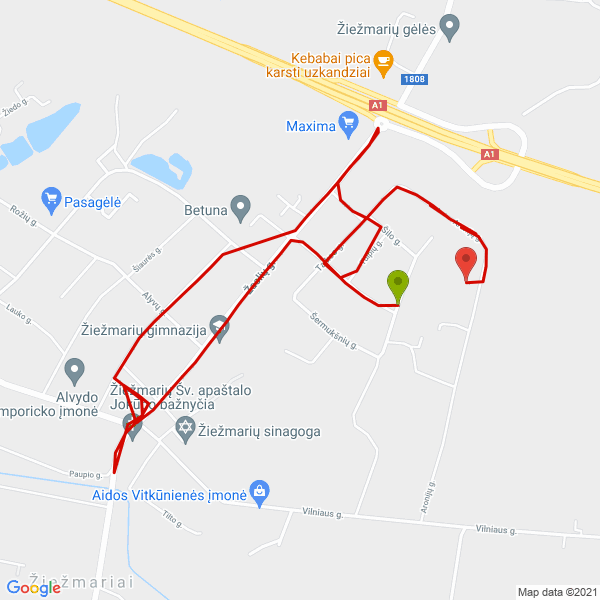 Žiežmarių gėlės
Kebabai pica
karsti uzkandziai
1808
A1
Maxima
A1
Žiedo g.
Pasagėlė
Rožių g.
Betuna
Šiaurės g.
Šilo g.
Žaslių g.
Alyvų g.
Lauko g.
Žiežmarių gimnazija
Šermukšnių g.
Alvydo
mporicko įmonė
Žiežmarių Šv. apaštalo
Jokūbo bažnyčia
Žiežmarių sinagoga
Paupio g.
Aidos Vitkūnienės įmonė
Vilniaus g.
Aronijų g.
Vilniaus g.
Tilto g.
Žiežmariai
Google
Map data ©2021